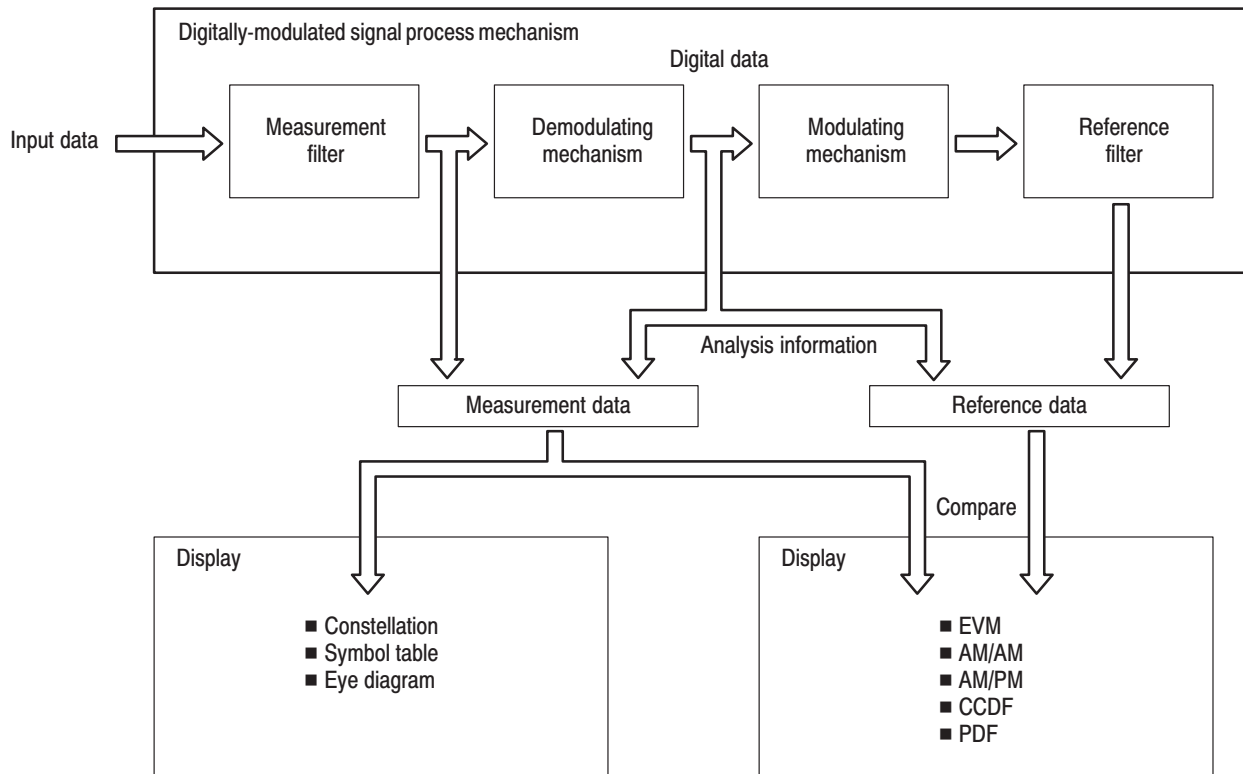 Digitally-modulated signal process mechanism
Digital data
Input data
Measurement
filter
Demodulating
mechanism
Modulating
mechanism
Reference
filter
Analysis information
Measurement data
Reference data
Compare
Display
■ Constellation
■ Symbol table
■ Eye diagram
Display
■ EVM
■ AM/AM
■ AM/PM
■ CCDF
■ PDF